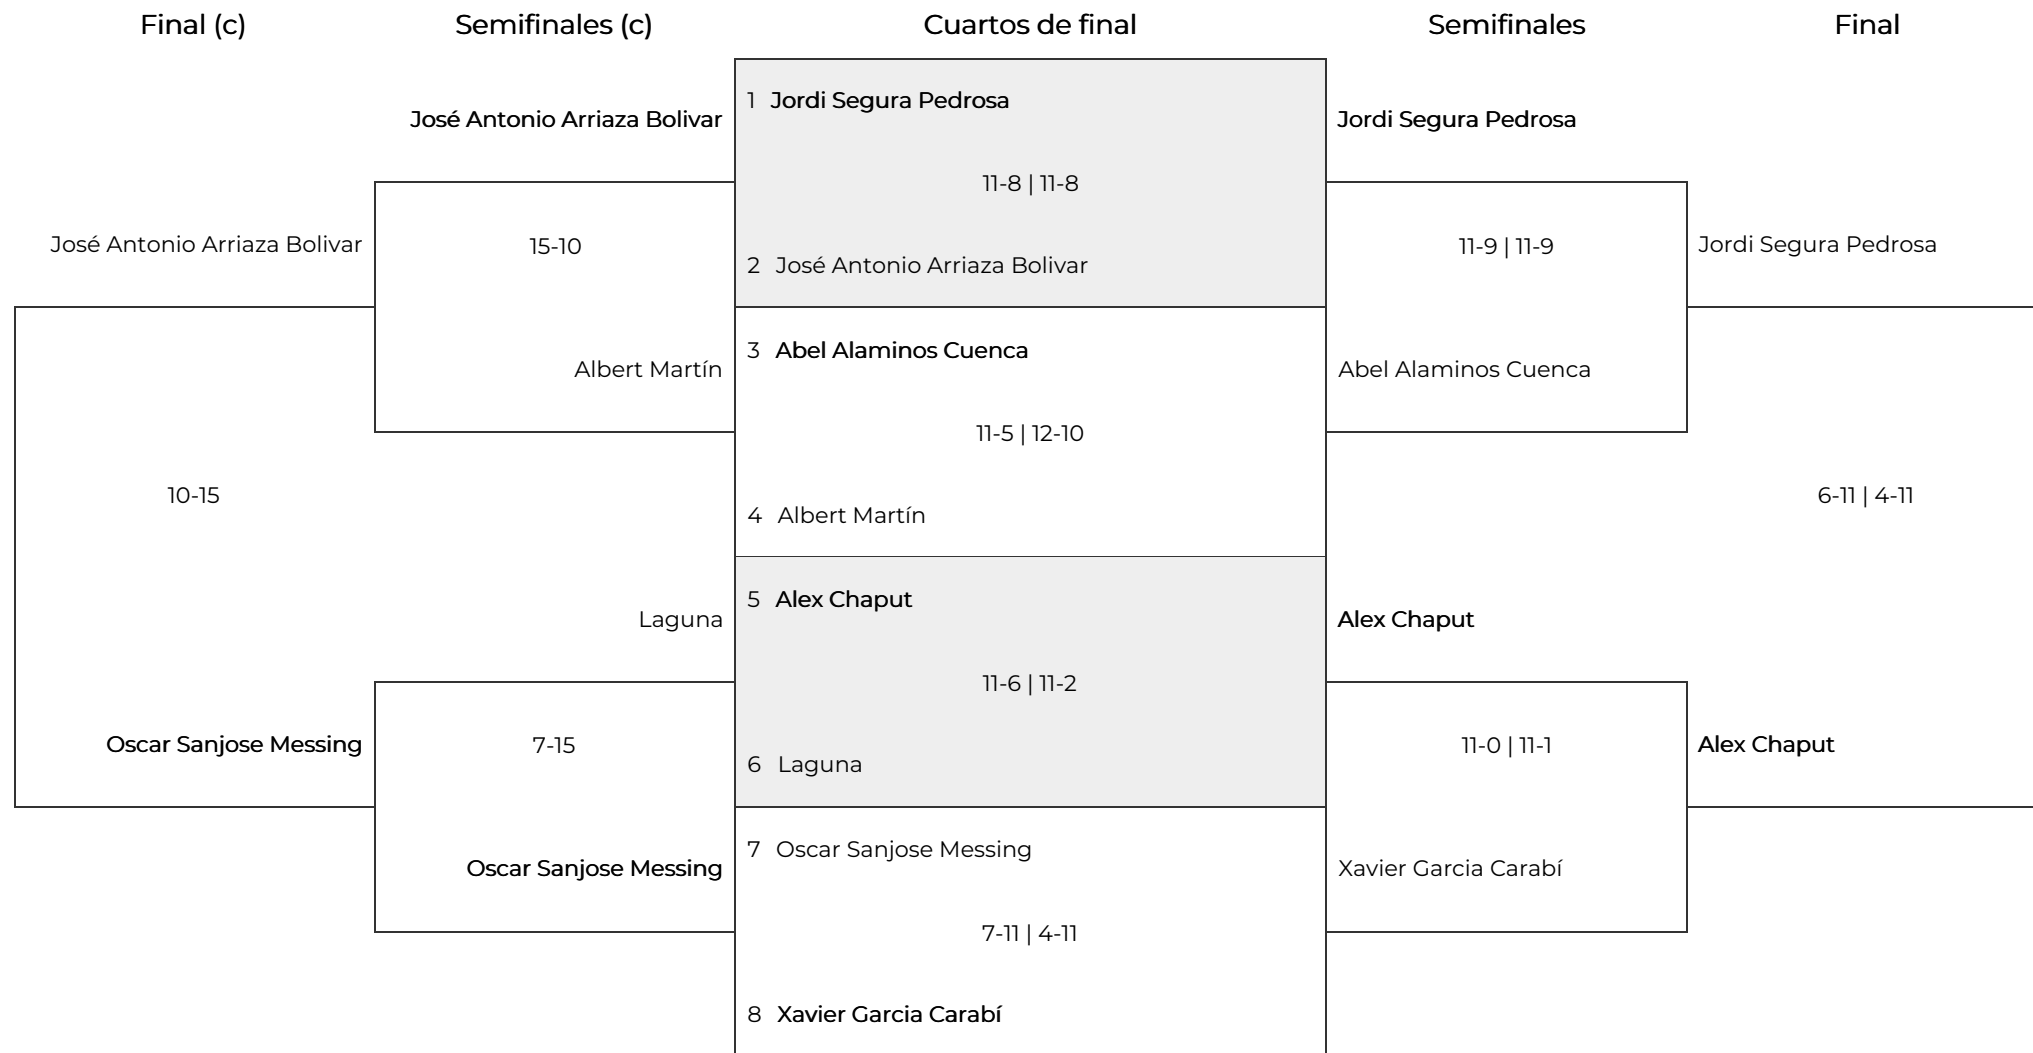 Final (c)
Semifinales (c)
Cuartos de final
Semifinales
Final
José Antonio Arriaza Bolivar
10-15
Oscar Sanjose Messing
José Antonio Arriaza Bolivar
15-10
Albert Martín
Laguna
7-15
Oscar Sanjose Messing
1 Jordi Segura Pedrosa
11-8 | 11-8
2 José Antonio Arriaza Bolivar
3 Abel Alaminos Cuenca
11-5 | 12-10
4 Albert Martín
5 Alex Chaput
11-6 | 11-2
6 Laguna
7 Oscar Sanjose Messing
7-11 | 4-11
8 Xavier Garcia Carabí
Jordi Segura Pedrosa
11-9 | 11-9
Abel Alaminos Cuenca
Alex Chaput
11-0 | 11-1
Xavier Garcia Carabí
Jordi Segura Pedrosa
6-11 | 4-11
Alex Chaput